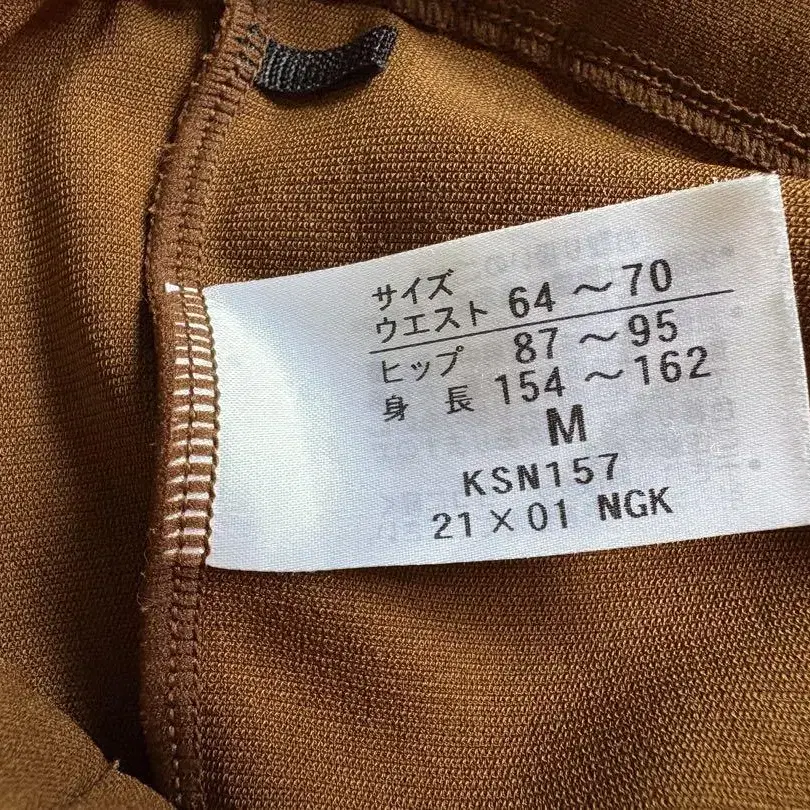 サイズ
ウエスト 64～70
ヒップ 87～95
身長 154～162
M
KSN157
21×01 NGK